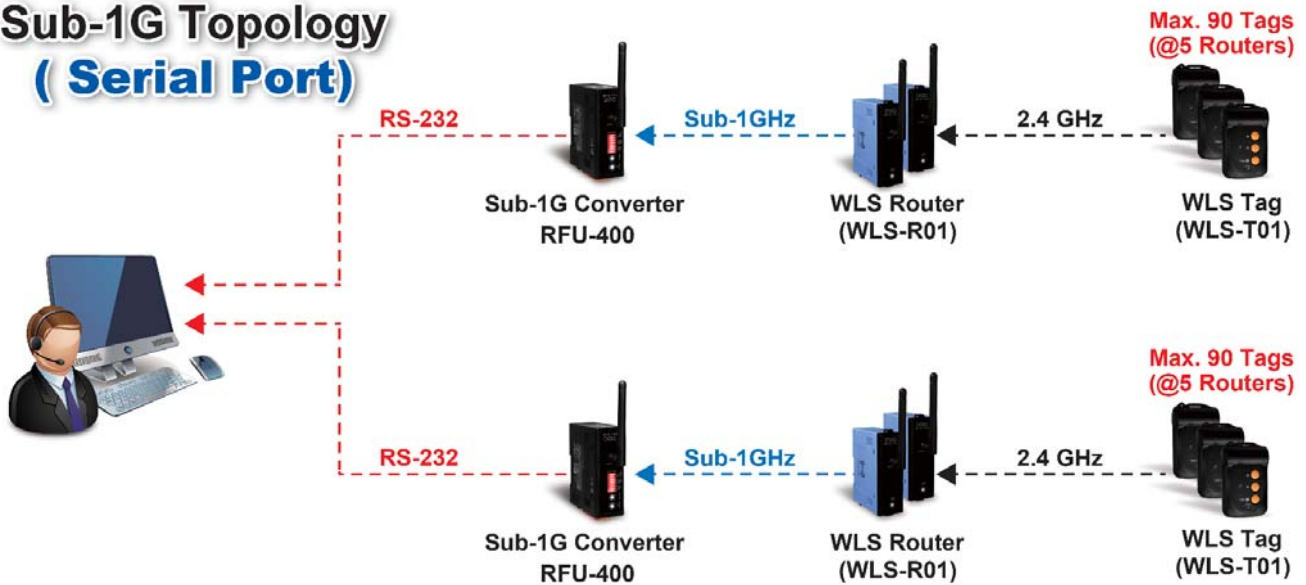 Sub-1G Topology
( Serial Port)
Max. 90 Tags
(@5 Routers)
RS-232
Sub-1GHz
2.4 GHz
Sub-1G Converter
RFU-400
WLS Router
(WLS-R01)
WLS Tag
(WLS-T01)
Max. 90 Tags
(@5 Routers)
RS-232
Sub-1GHz
2.4 GHz
Sub-1G Converter
RFU-400
WLS Router
(WLS-R01)
WLS Tag
(WLS-T01)